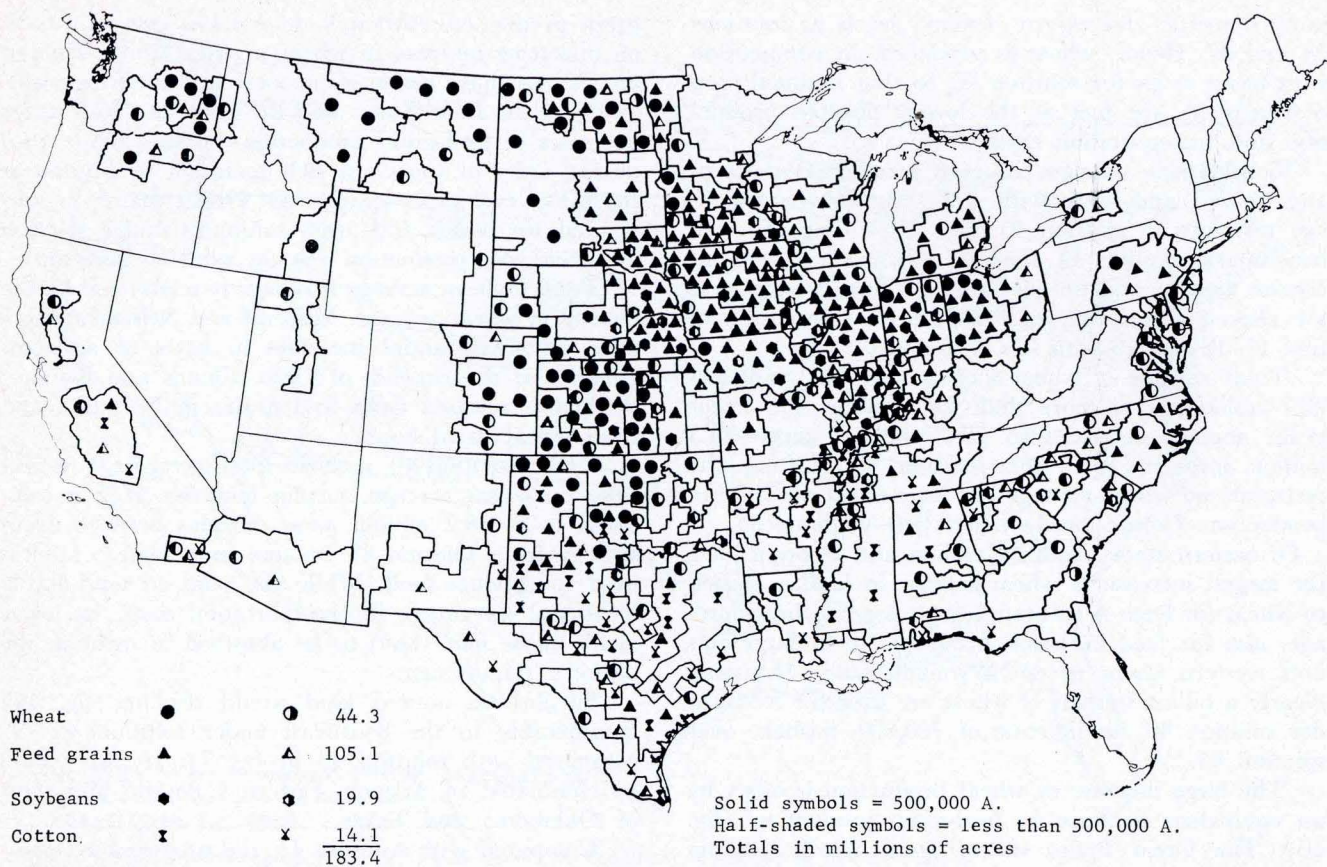 Wheat 44.3
Feed grains 105.1
Soybeans 19.9
Cotton 14.1
183.4
Solid symbols = 500,000 A.
Half-shaded symbols = less than 500,000 A.
Totals in millions of acres